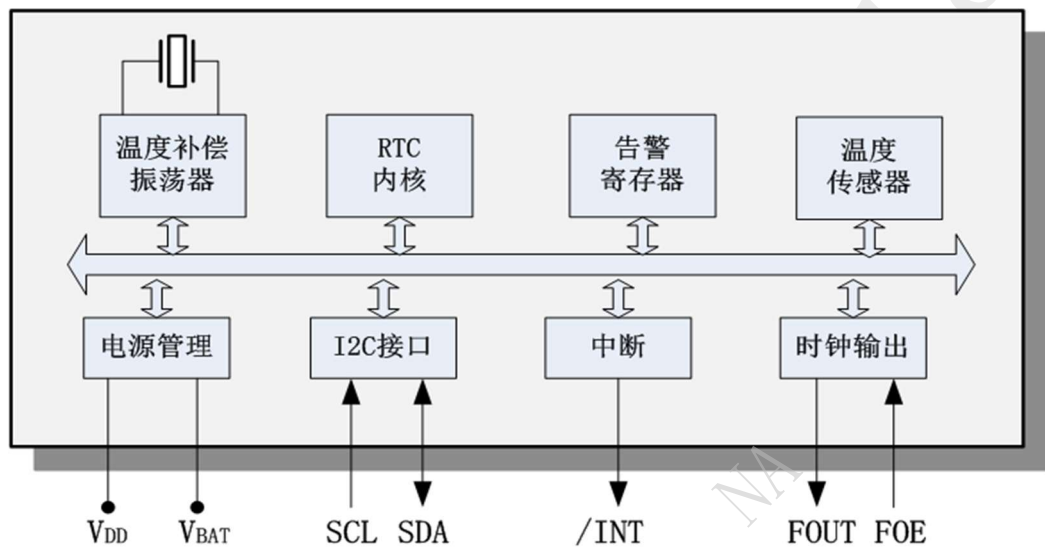 温度补偿
振荡器
RTC
内核
告警
寄存器
温度
传感器
电源管理
I2C接口
中断
时钟输出
VDD
VBAT
SCL
SDA
/INT
FOUT
FOE
NA